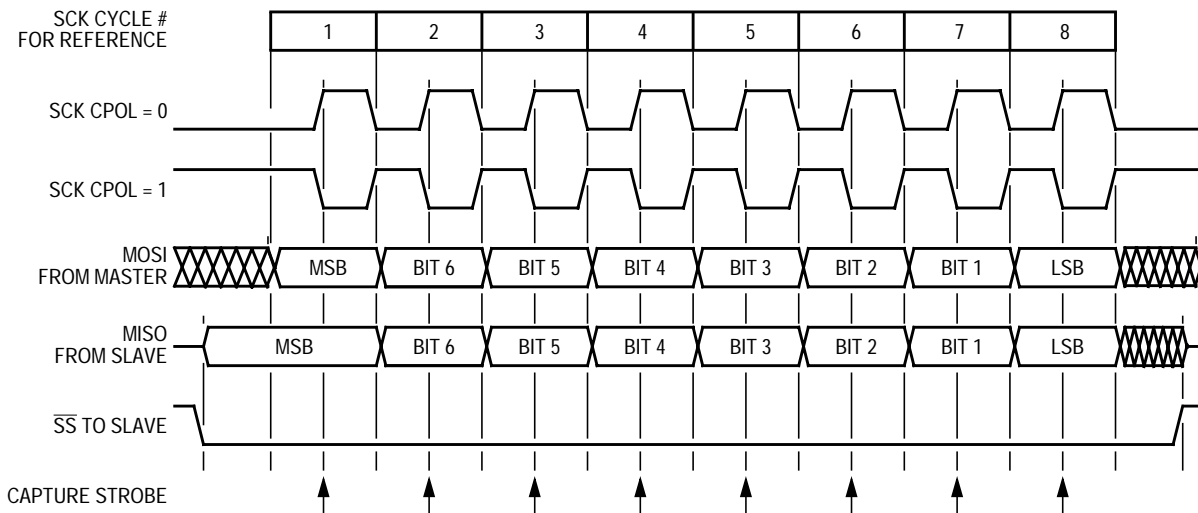 SCK CYCLE #
FOR REFERENCE
1 2 3 4 5 6 7 8
SCK CPOL = 0
SCK CPOL = 1
MOSI
FROM MASTER
MSB BIT 6 BIT 5 BIT 4 BIT 3 BIT 2 BIT 1 LSB
MISO
FROM SLAVE
MSB BIT 6 BIT 5 BIT 4 BIT 3 BIT 2 BIT 1 LSB
S̅S̅ TO SLAVE
CAPTURE STROBE